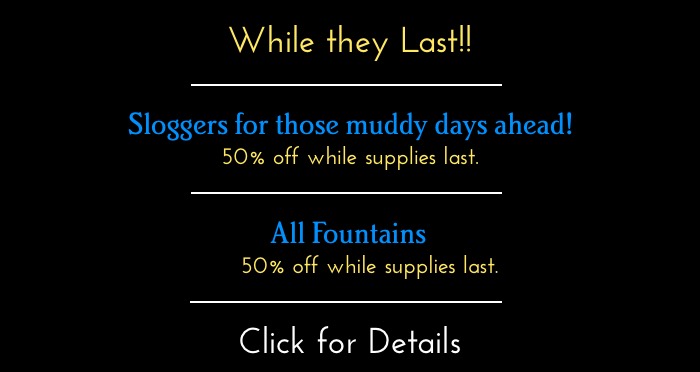 While they Last!!
Sloggers for those muddy days ahead!
50% off while supplies last.
All Fountains
50% off while supplies last.
Click for Details